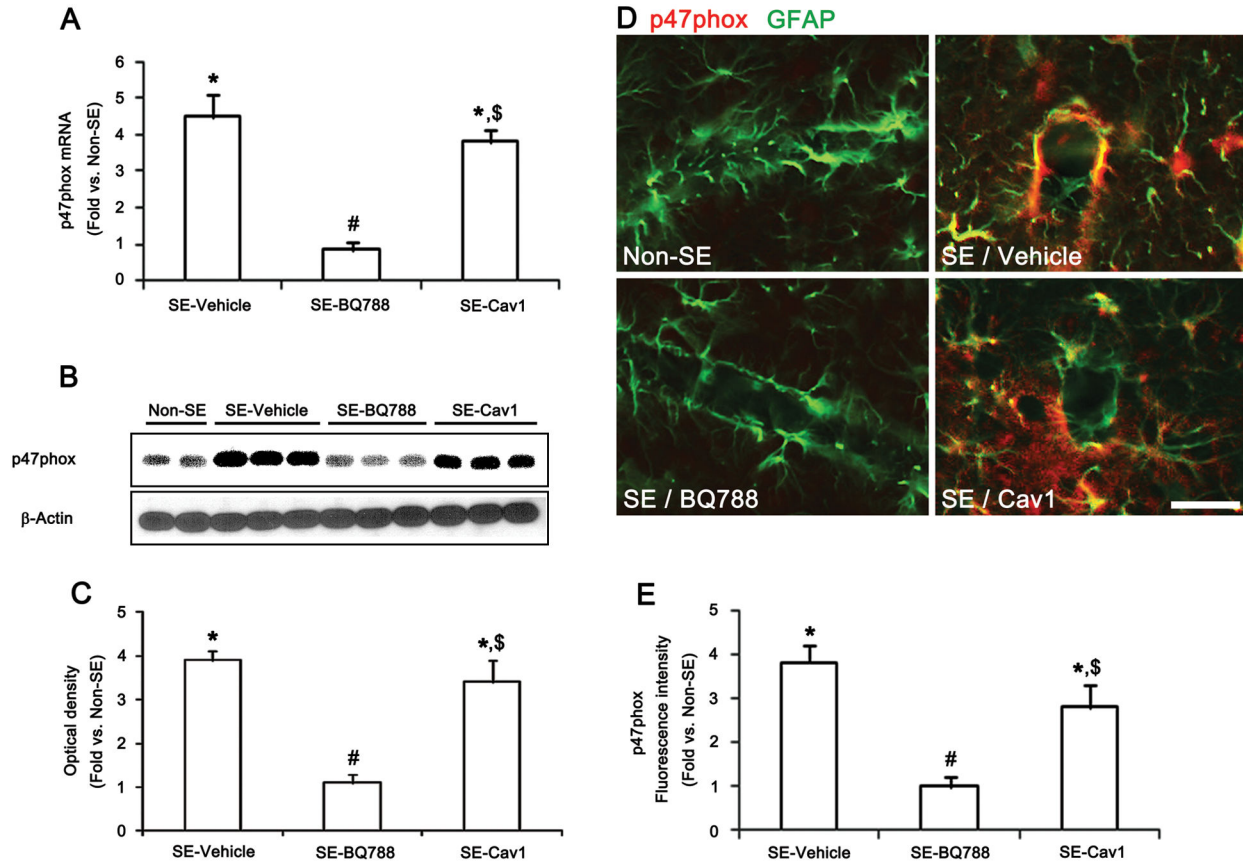 A
p47phox mRNA
(Fold vs. Non-SE)
6
5
4
3
2
1
0
*
#
*,$
SE-Vehicle SE-BQ788 SE-Cav1
B
Non-SE SE-Vehicle SE-BQ788 SE-Cav1
p47phox
β-Actin
C
Optical density
(Fold vs. Non-SE)
5
4
3
2
1
0
*
#
*,$
SE-Vehicle SE-BQ788 SE-Cav1
D p47phox GFAP
Non-SE
SE / Vehicle
SE / BQ788
SE / Cav1
E
p47phox
Fluorescence intensity
(Fold vs. Non-SE)
5
4
3
2
1
0
*
#
*,$
SE-Vehicle SE-BQ788 SE-Cav1